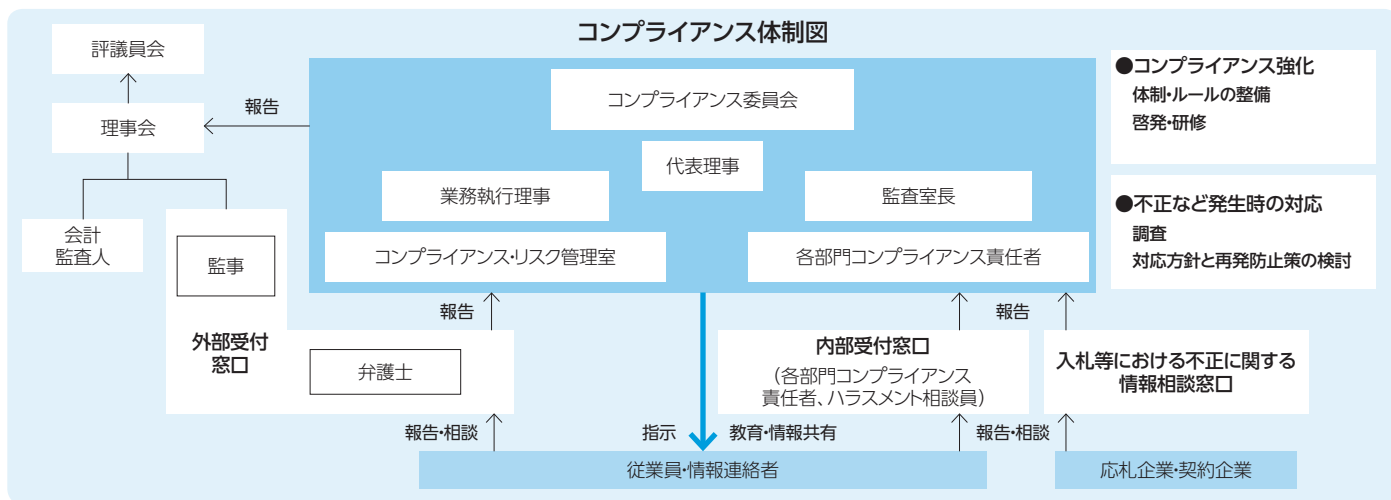 コンプライアンス体制図
評議員会
理事会
報告
会計
監査人
監事
外部受付
窓口
弁護士
コンプライアンス委員会
代表理事
業務執行理事
監査室長
コンプライアンス・リスク管理室
各部門コンプライアンス責任者
●コンプライアンス強化
体制・ルールの整備
啓発・研修
●不正など発生時の対応
調査
対応方針と再発防止策の検討
報告
報告
内部受付窓口
（各部門コンプライアンス
責任者、ハラスメント相談員）
入札等における不正に関する
情報相談窓口
報告・相談
指示
教育・情報共有
報告・相談
従業員・情報連絡者
応札企業・契約企業